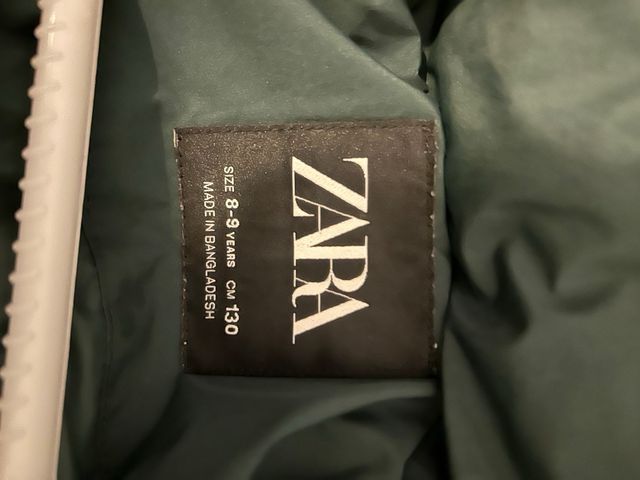 ZARA
SIZE 8-9 YEARS CM 130
MADE IN BANGLADESH